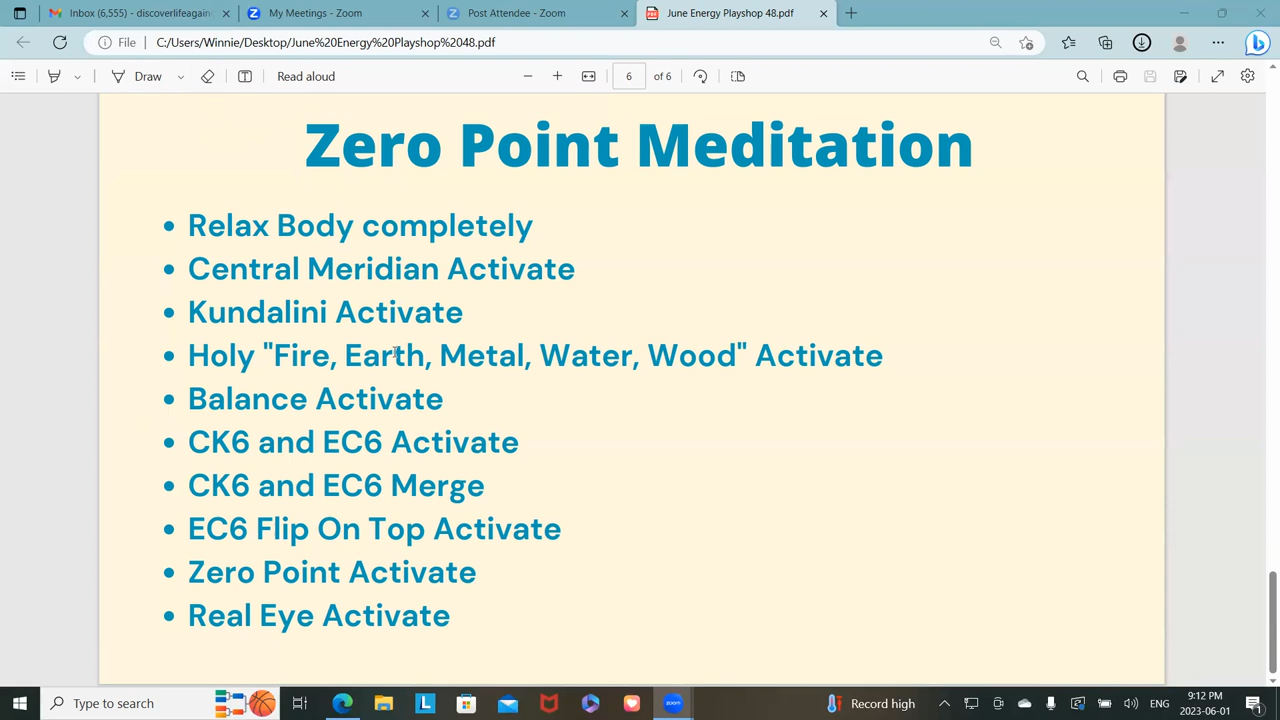 Inbox (6,555) - discoverlifeagain
My Meetings - Zoom
Post Attendee - Zoom
June Energy Playshop 48.pdf
File C:/Users/Winnie/Desktop/June%20Energy%20Playshop%2048.pdf
Draw Read aloud 6 of 6
Zero Point Meditation
• Relax Body completely
• Central Meridian Activate
• Kundalini Activate
• Holy "Fire, Earth, Metal, Water, Wood" Activate
• Balance Activate
• CK6 and EC6 Activate
• CK6 and EC6 Merge
• EC6 Flip On Top Activate
• Zero Point Activate
• Real Eye Activate
Type to search
L
zoom
Record high
ENG
9:12 PM
2023-06-01
1